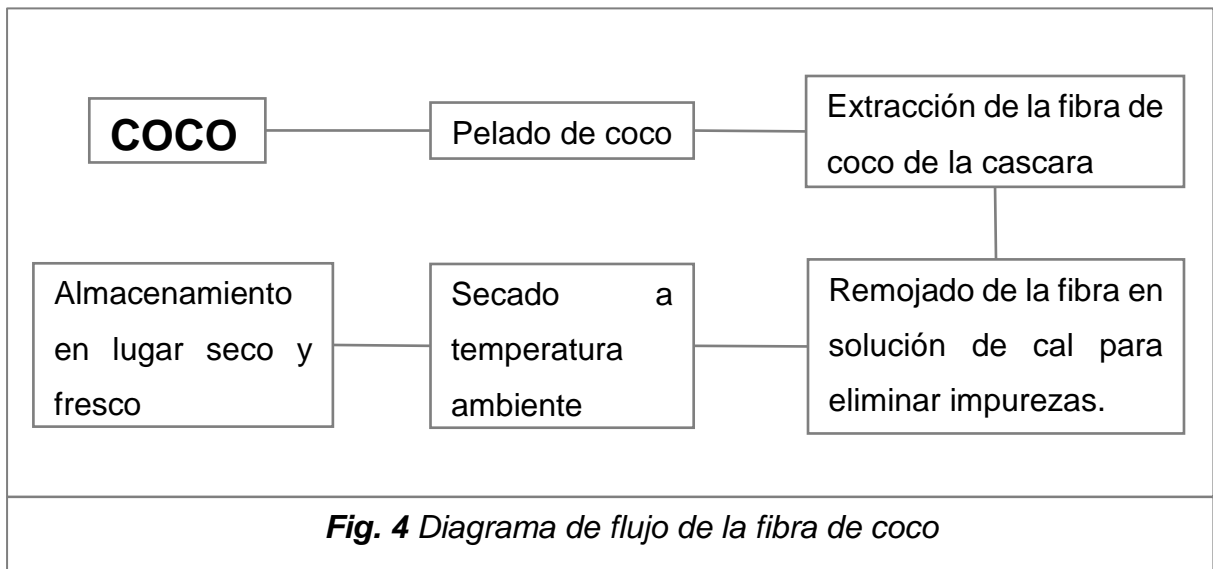 COCO
Pelado de coco
Extracción de la fibra de
coco de la cascara
Remojado de la fibra en
solución de cal para
eliminar impurezas.
Secado a
temperatura
ambiente
Almacenamiento
en lugar seco y
fresco
Fig. 4 Diagrama de flujo de la fibra de coco